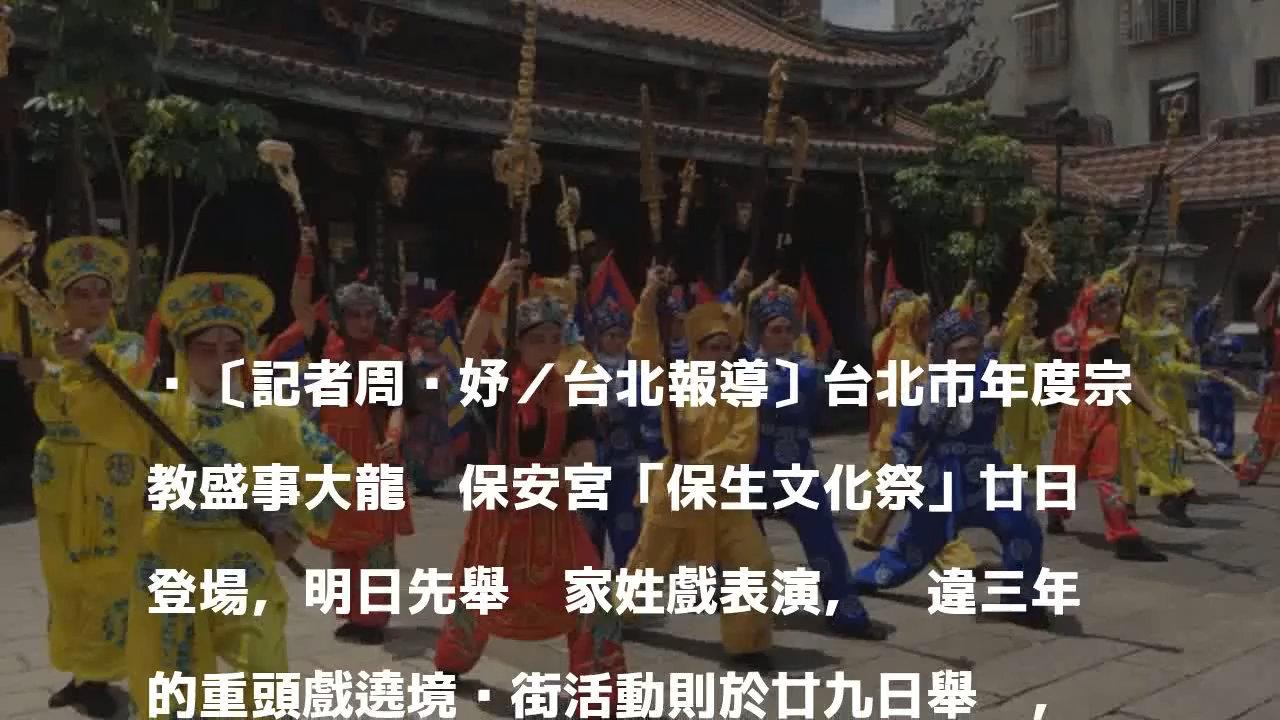 ·〔記者周·妤／台北報導〕台北市年度宗
教盛事大龍　保安宮「保生文化祭」廿日
登場，明日先舉　家姓戲表演，　違三年
的重頭戲遶境·街活動則於廿九日舉　，